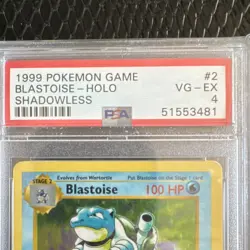 1999 POKEMON GAME #2
BLASTOISE-HOLO VG-EX
SHADOWLESS 4
PSA 51553481
Evolves from Wartortle Put Blastoise on the Stage 1 card
STAGE 2
Blastoise 100 HP